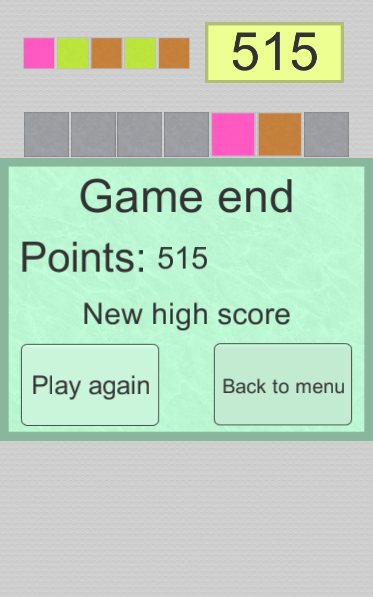 515
Game end
Points: 515
New high score
Play again
Back to menu